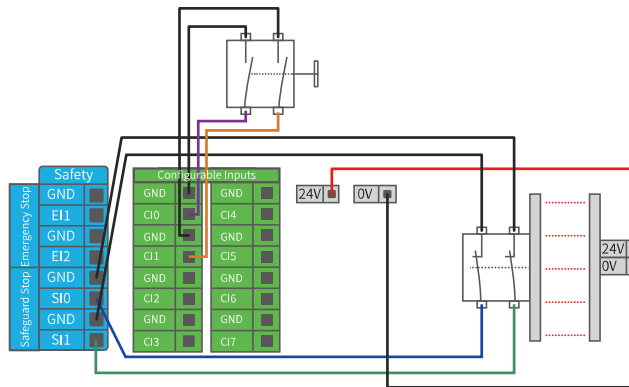 Safety
Emergency Stop
GND
EI1
GND
EI2
Safeguard Stop
GND
SI0
GND
SI1
Configurable Inputs
GND
CI0
GND
CI1
GND
CI2
GND
CI3
GND
CI4
GND
CI5
GND
CI6
GND
CI7
24V
0V
24V
0V